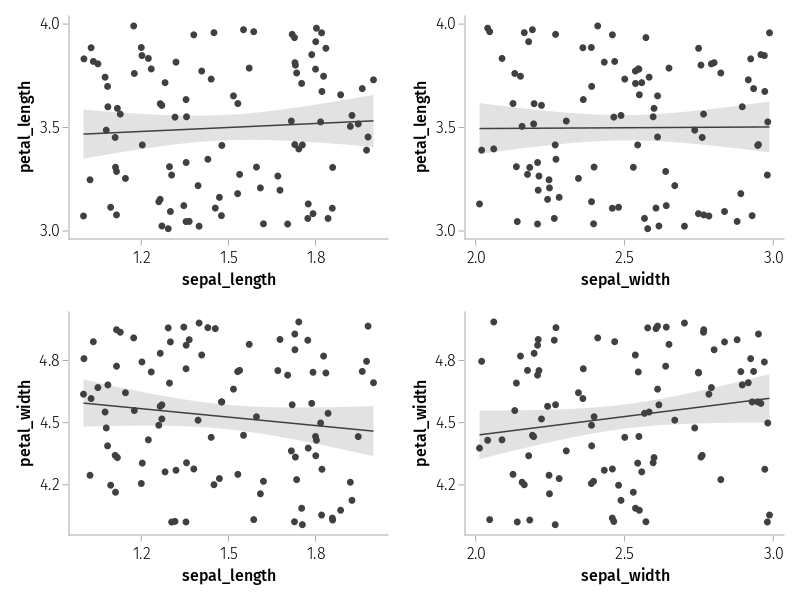 4.0
3.5
3.0
petal_length
1.2 1.5 1.8
sepal_length
4.0
3.5
3.0
petal_length
2.0 2.5 3.0
sepal_width
4.8
4.5
4.2
petal_width
1.2 1.5 1.8
sepal_length
4.8
4.5
4.2
petal_width
2.0 2.5 3.0
sepal_width